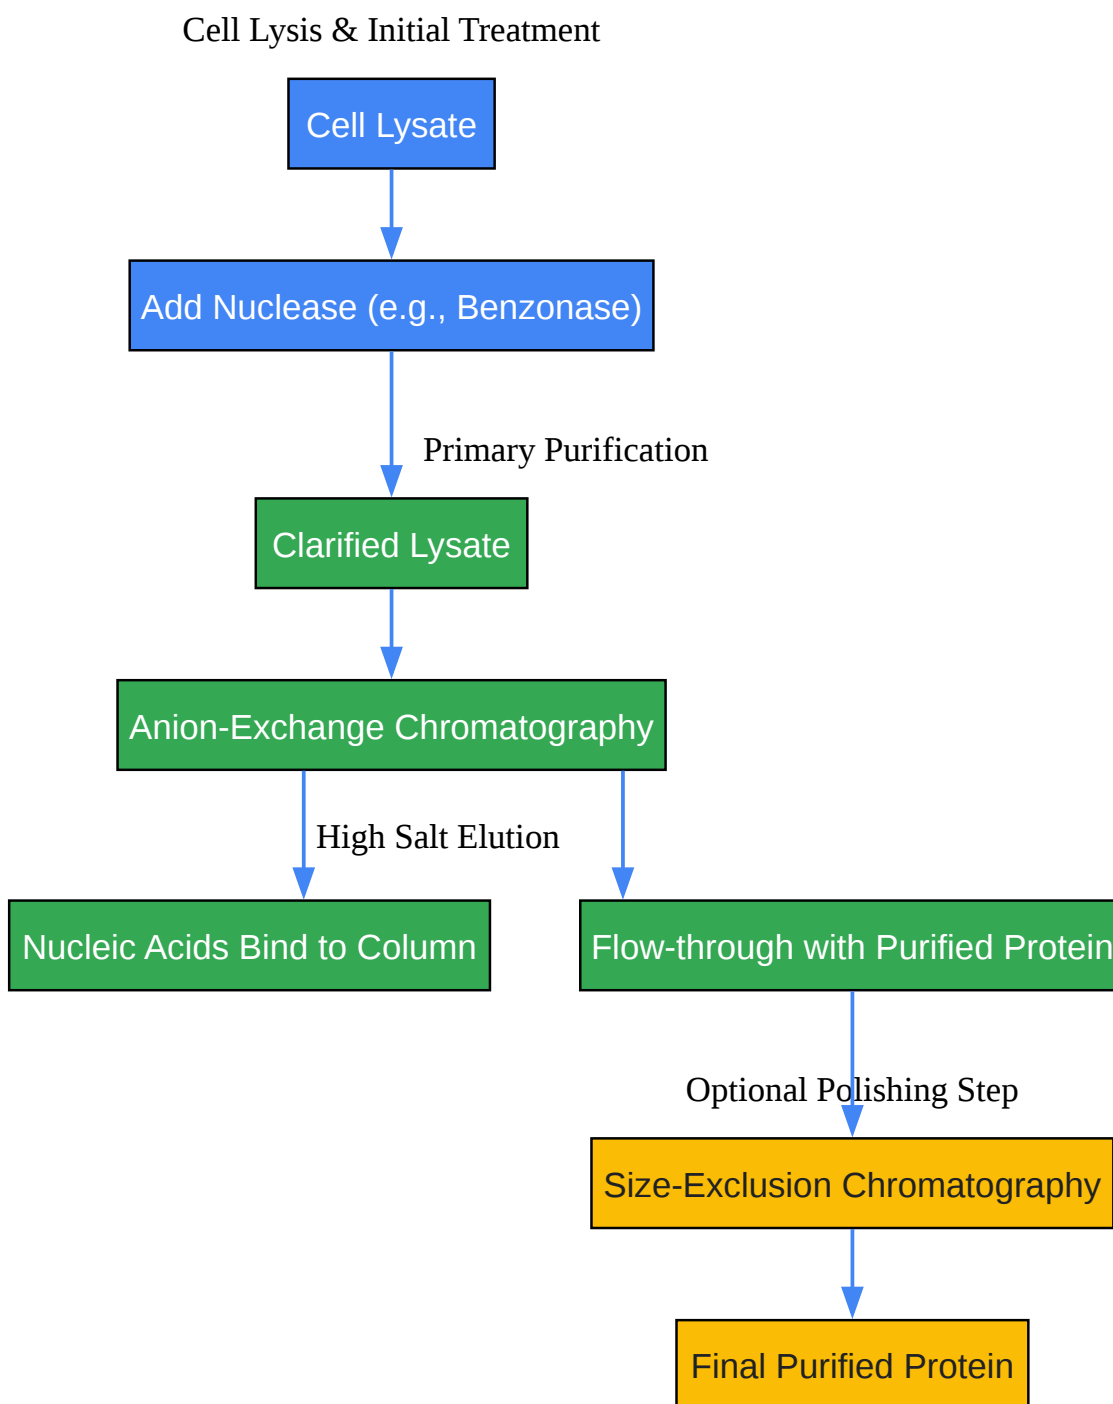 Cell Lysis & Initial Treatment
Cell Lysate
Add Nuclease (e.g., Benzonase)
Primary Purification
Clarified Lysate
Anion-Exchange Chromatography
High Salt Elution
Nucleic Acids Bind to Column
Flow-through with Purified Protein
Optional Polishing Step
Size-Exclusion Chromatography
Final Purified Protein